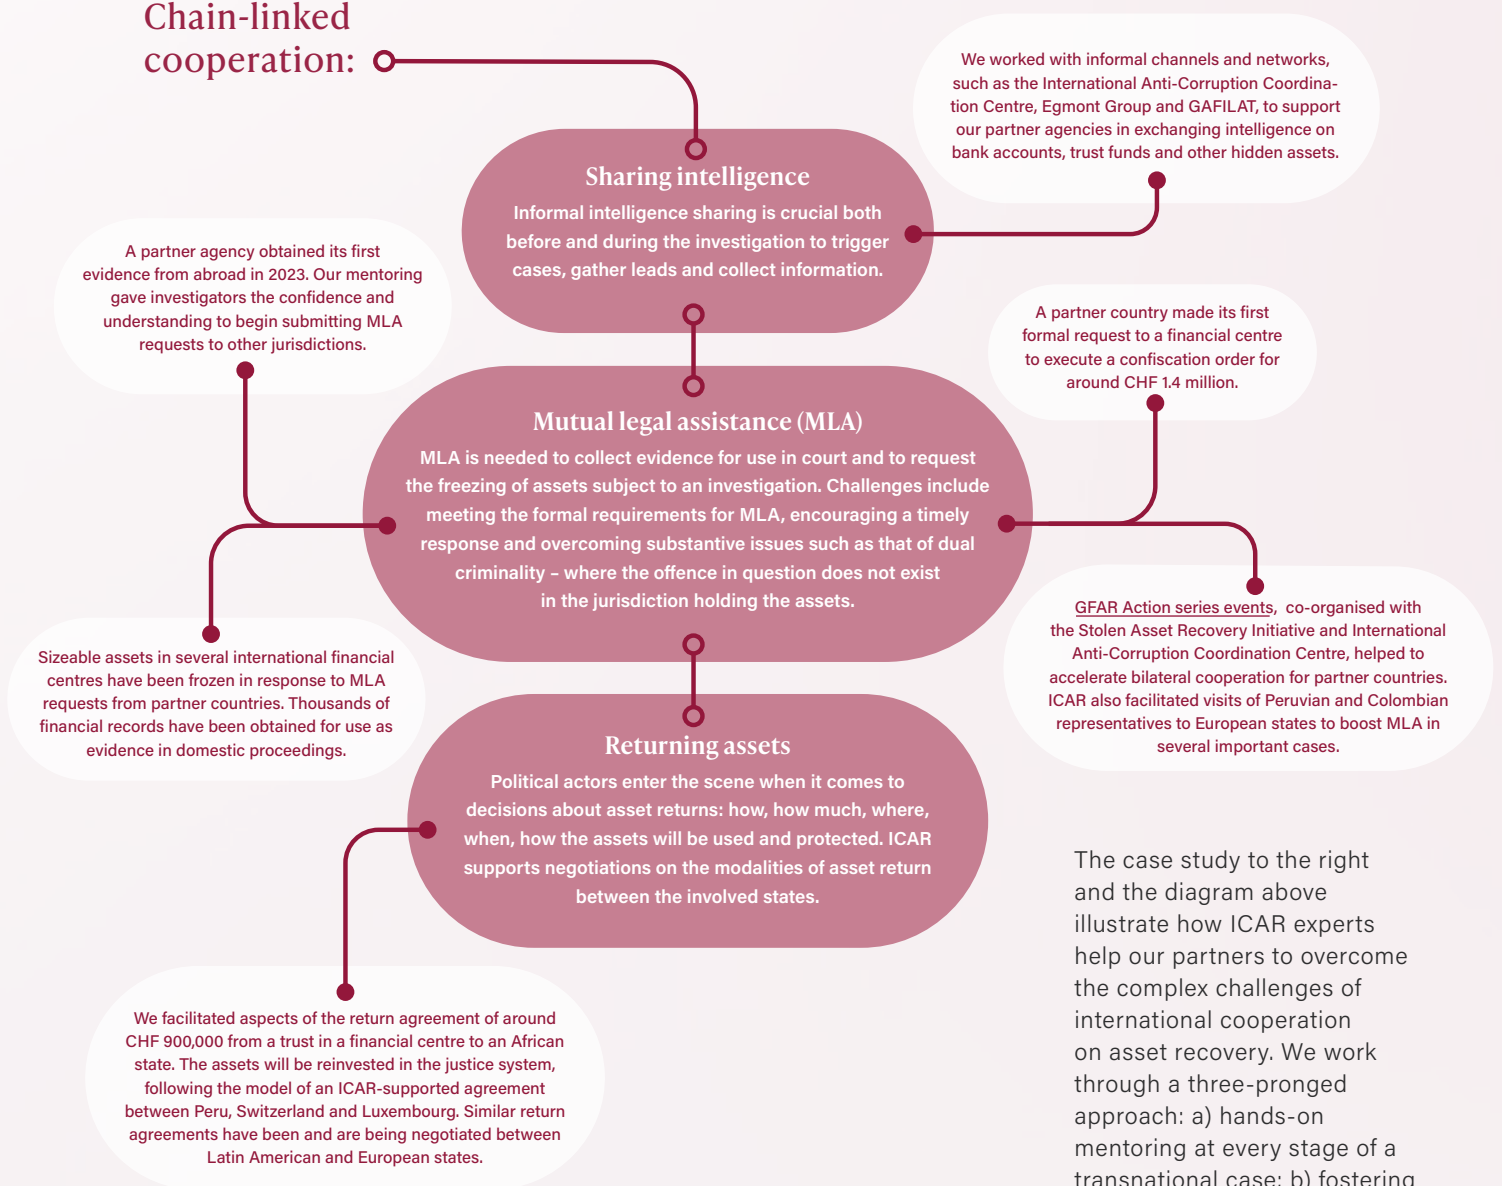 Chain-linked
cooperation:
We worked with informal channels and networks,
such as the International Anti-Corruption Coordina-
tion Centre, Egmont Group and GAFILAT, to support
our partner agencies in exchanging intelligence on
bank accounts, trust funds and other hidden assets.
Sharing intelligence
Informal intelligence sharing is crucial both
before and during the investigation to trigger
cases, gather leads and collect information.
A partner agency obtained its first
evidence from abroad in 2023. Our mentoring
gave investigators the confidence and
understanding to begin submitting MLA
requests to other jurisdictions.
A partner country made its first
formal request to a financial centre
to execute a confiscation order for
around CHF 1.4 million.
Mutual legal assistance (MLA)
MLA is needed to collect evidence for use in court and to request
the freezing of assets subject to an investigation. Challenges include
meeting the formal requirements for MLA, encouraging a timely
response and overcoming substantive issues such as that of dual
criminality – where the offence in question does not exist
in the jurisdiction holding the assets.
GFAR Action series events, co-organised with
the Stolen Asset Recovery Initiative and International
Anti-Corruption Coordination Centre, helped to
accelerate bilateral cooperation for partner countries.
ICAR also facilitated visits of Peruvian and Colombian
representatives to European states to boost MLA in
several important cases.
Sizeable assets in several international financial
centres have been frozen in response to MLA
requests from partner countries. Thousands of
financial records have been obtained for use as
evidence in domestic proceedings.
Returning assets
Political actors enter the scene when it comes to
decisions about asset returns: how, how much, where,
when, how the assets will be used and protected. ICAR
supports negotiations on the modalities of asset return
between the involved states.
We facilitated aspects of the return agreement of around
CHF 900,000 from a trust in a financial centre to an African
state. The assets will be reinvested in the justice system,
following the model of an ICAR-supported agreement
between Peru, Switzerland and Luxembourg. Similar return
agreements have been and are being negotiated between
Latin American and European states.
The case study to the right
and the diagram above
illustrate how ICAR experts
help our partners to overcome
the complex challenges of
international cooperation
on asset recovery. We work
through a three-pronged
approach: a) hands-on
mentoring at every stage of a
transnational case; b) fostering